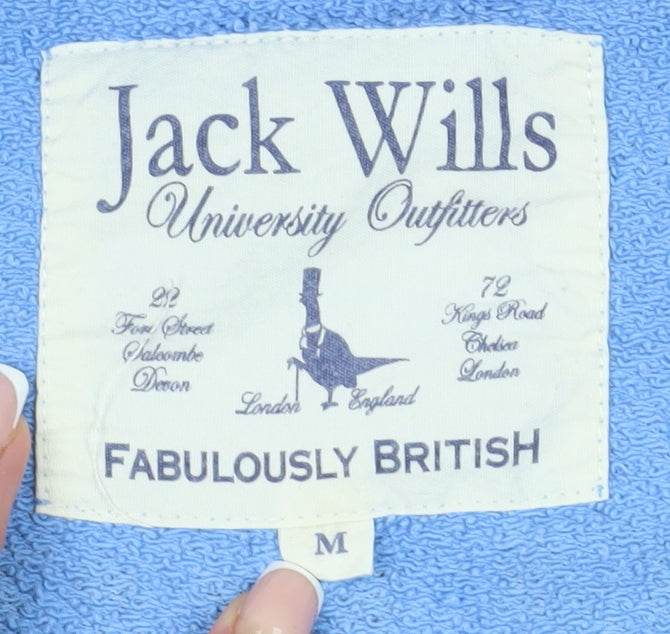 Jack Wills
University Outfitters
22
Fore Street
Salcombe
Devon
72
Kings Road
Chelsea
London
London England
FABULOUSLY BRITISH
M